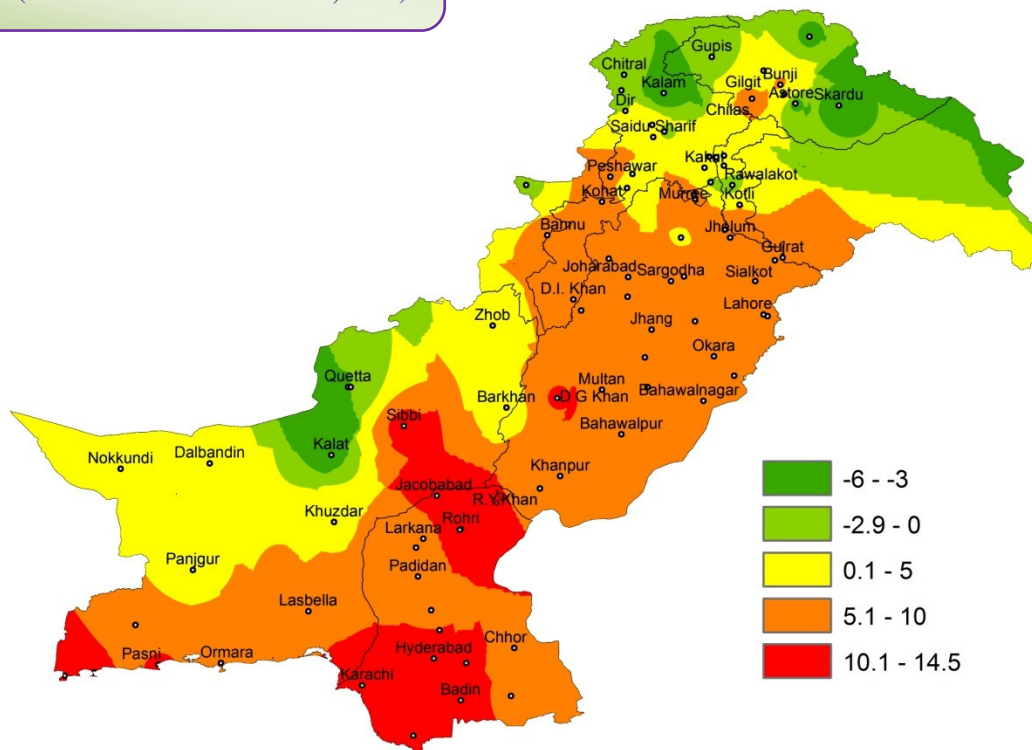 Gupis
Chitral
Kalam
Bunji
Gilgit
Astore
Skardu
Dir
Chilas
Saidu Sharif
Peshawar
Rawalakot
Kohat
Murree
Kotli
Bannu
Jhelum
Gujrat
Joharabad
Sargodha
Sialkot
D.I. Khan
Lahore
Zhob
Jhang
Okara
Quetta
Multan
Barkhan
D G Khan
Bahawalnagar
Sibbi
Bahawalpur
Kalat
Nokkundi
Dalbandin
Khanpur
Jacobabad
R.Y.Khan
Khuzdar
Rohri
Larkana
Panjgur
Padidan
Lasbella
Chhor
Hyderabad
Pasni
Ormara
Karachi
Badin
-6 - -3
-2.9 - 0
0.1 - 5
5.1 - 10
10.1 - 14.5